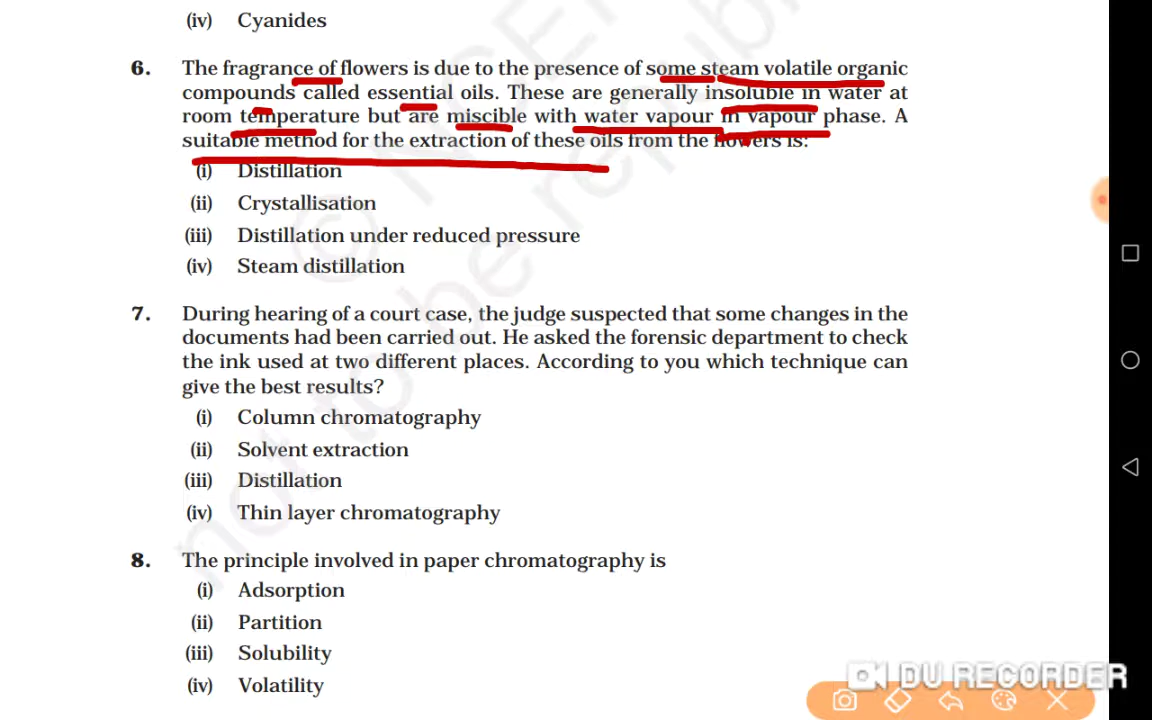 (iv) Cyanides
6. The fragrance of flowers is due to the presence of some steam volatile organic
compounds called essential oils. These are generally insoluble in water at
room temperature but are miscible with water vapour in vapour phase. A
suitable method for the extraction of these oils from the flowers is:
(i) Distillation
(ii) Crystallisation
(iii) Distillation under reduced pressure
(iv) Steam distillation
7. During hearing of a court case, the judge suspected that some changes in the
documents had been carried out. He asked the forensic department to check
the ink used at two different places. According to you which technique can
give the best results?
(i) Column chromatography
(ii) Solvent extraction
(iii) Distillation
(iv) Thin layer chromatography
8. The principle involved in paper chromatography is
(i) Adsorption
(ii) Partition
(iii) Solubility
(iv) Volatility
© NCE
not to be republ
DU RECORDER